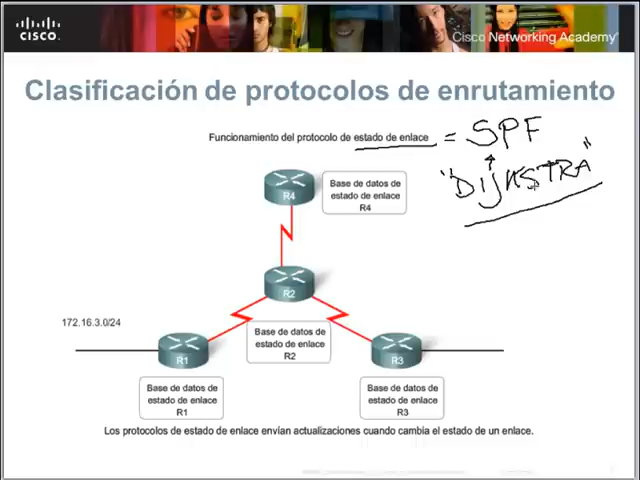 CISCO.
Cisco Networking Academy
Clasificación de protocolos de enrutamiento
Funcionamiento del protocolo de estado de enlace = SPF
"DIJKSTRA"
R4
Base de datos de
estado de enlace
R4
R2
172.16.3.0/24
Base de datos de
estado de enlace
R2
R1
R3
Base de datos de
estado de enlace
R1
Base de datos de
estado de enlace
R3
Los protocolos de estado de enlace envían actualizaciones cuando cambia el estado de un enlace.